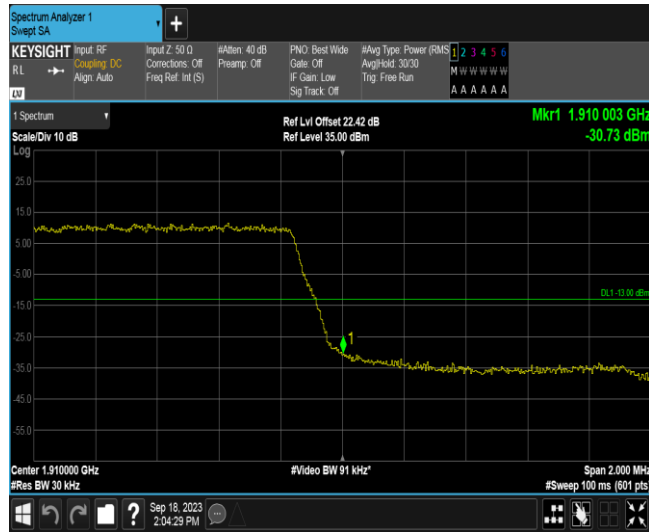 Spectrum Analyzer 1
Swept SA
+
KEYSIGHT
RL
LXI
Input: RF
Coupling: DC
Align: Auto
Input Z: 50 Ω
Corrections: Off
Freq Ref: Int (S)
#Atten: 40 dB
Preamp: Off
PNO: Best Wide
Gate: Off
IF Gain: Low
Sig Track: Off
#Avg Type: Power (RMS
Avg|Hold: 30/30
Trig: Free Run
1 2 3 4 5 6
M W W W W W
A A A A A A
1 Spectrum
Scale/Div 10 dB
Log
Ref Lvl Offset 22.42 dB
Ref Level 35.00 dBm
Mkr1 1.910 003 GHz
-30.73 dBm
25.0
15.0
5.00
-5.00
DL1 -13.00 dBm
-15.0
1
-25.0
-35.0
-45.0
-55.0
Center 1.910000 GHz
#Video BW 91 kHz*
Span 2.000 MHz
#Res BW 30 kHz
#Sweep 100 ms (601 pts)
?
Sep 18, 2023
2:04:29 PM